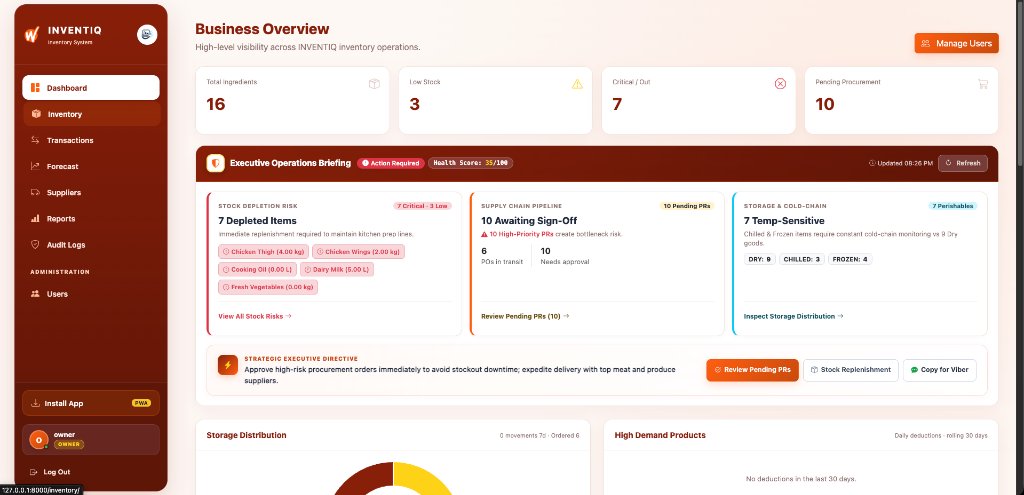 INVENTIQ
Inventory System
Dashboard
Inventory
Transactions
Forecast
Suppliers
Reports
Audit Logs
ADMINISTRATION
Users
Install App
PWA
O
owner
OWNER
Log Out
127.0.0.1:8000/inventory/
Business Overview
High-level visibility across INVENTIQ inventory operations.
Manage Users
Total Ingredients
16
Low Stock
3
Critical / Out
7
Pending Procurement
10
Executive Operations Briefing
Action Required
Health Score: 35/100
Updated 08:26 PM
Refresh
STOCK DEPLETION RISK
7 Critical · 3 Low
7 Depleted Items
Immediate replenishment required to maintain kitchen prep lines.
Chicken Thigh (4.00 kg)
Chicken Wings (2.00 kg)
Cooking Oil (0.00 L)
Dairy Milk (5.00 L)
Fresh Vegetables (0.00 kg)
View All Stock Risks →
SUPPLY CHAIN PIPELINE
10 Pending PRs
10 Awaiting Sign-Off
10 High-Priority PRs create bottleneck risk.
6
POs in transit
10
Needs approval
Review Pending PRs (10) →
STORAGE & COLD-CHAIN
7 Perishables
7 Temp-Sensitive
Chilled & Frozen items require constant cold-chain monitoring vs 9 Dry
goods.
DRY: 9
CHILLED: 3
FROZEN: 4
Inspect Storage Distribution →
STRATEGIC EXECUTIVE DIRECTIVE
Approve high-risk procurement orders immediately to avoid stockout downtime; expedite delivery with top meat and produce
suppliers.
Review Pending PRs
Stock Replenishment
Copy for Viber
Storage Distribution
0 movements 7d · Ordered 6
High Demand Products
Daily deductions · rolling 30 days
No deductions in the last 30 days.